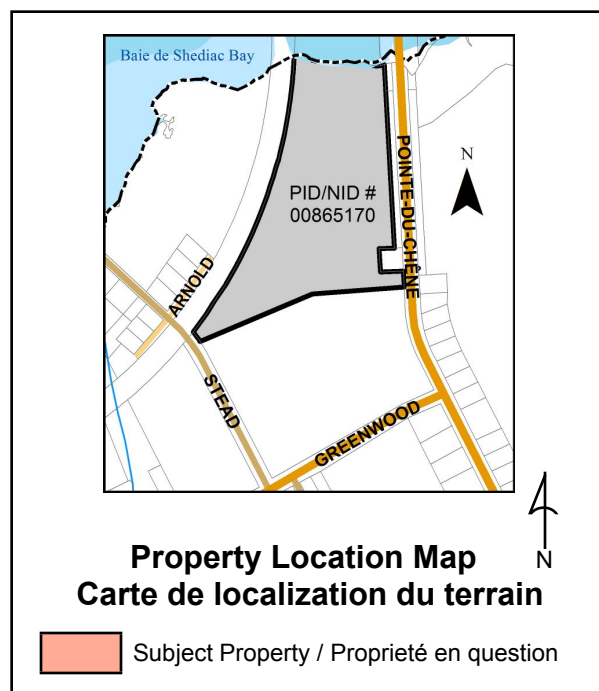 Baie de Shediac Bay
N
PID/NID #
00865170
POINTE-DU-CHÊNE
ARNOLD
STEAD
GREENWOOD
N
Property Location Map
Carte de localization du terrain
Subject Property / Proprieté en question